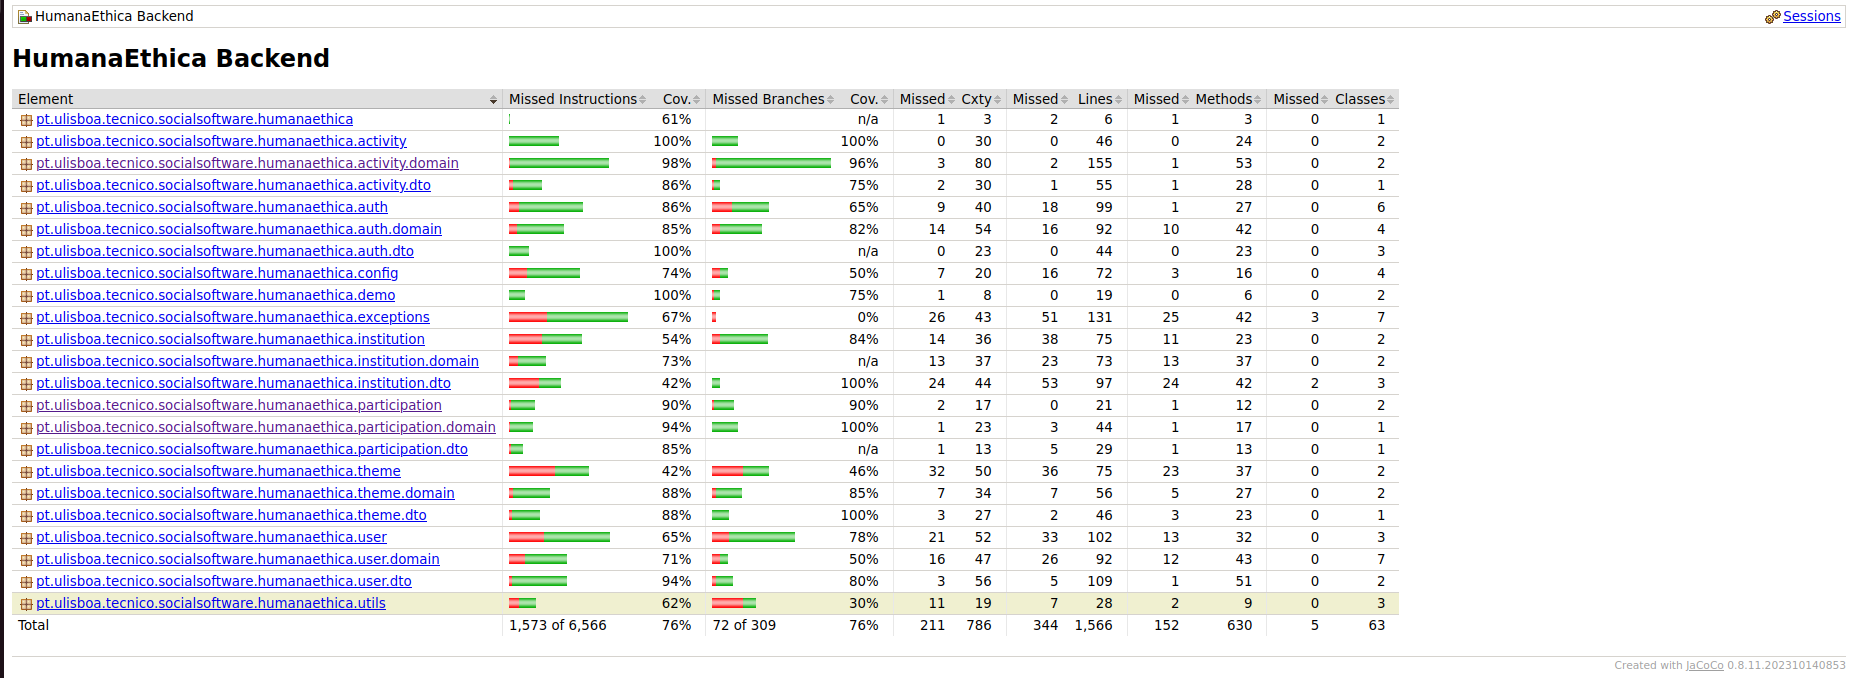 HumanaEthica Backend Sessions
HumanaEthica Backend
Element Missed Instructions Cov. Missed Branches Cov. Missed Cxty Missed Lines Missed Methods Missed Classes
pt.ulisboa.tecnico.socialsoftware.humanaethica 61% n/a 1 3 2 6 1 3 0 1
pt.ulisboa.tecnico.socialsoftware.humanaethica.activity 100% 100% 0 30 0 46 0 24 0 2
pt.ulisboa.tecnico.socialsoftware.humanaethica.activity.domain 98% 96% 3 80 2 155 1 53 0 2
pt.ulisboa.tecnico.socialsoftware.humanaethica.activity.dto 86% 75% 2 30 1 55 1 28 0 1
pt.ulisboa.tecnico.socialsoftware.humanaethica.auth 86% 65% 9 40 18 99 1 27 0 6
pt.ulisboa.tecnico.socialsoftware.humanaethica.auth.domain 85% 82% 14 54 16 92 10 42 0 4
pt.ulisboa.tecnico.socialsoftware.humanaethica.auth.dto 100% n/a 0 23 0 44 0 23 0 3
pt.ulisboa.tecnico.socialsoftware.humanaethica.config 74% 50% 7 20 16 72 3 16 0 4
pt.ulisboa.tecnico.socialsoftware.humanaethica.demo 100% 75% 1 8 0 19 0 6 0 2
pt.ulisboa.tecnico.socialsoftware.humanaethica.exceptions 67% 0% 26 43 51 131 25 42 3 7
pt.ulisboa.tecnico.socialsoftware.humanaethica.institution 54% 84% 14 36 38 75 11 23 0 2
pt.ulisboa.tecnico.socialsoftware.humanaethica.institution.domain 73% n/a 13 37 23 73 13 37 0 2
pt.ulisboa.tecnico.socialsoftware.humanaethica.institution.dto 42% 100% 24 44 53 97 24 42 2 3
pt.ulisboa.tecnico.socialsoftware.humanaethica.participation 90% 90% 2 17 0 21 1 12 0 2
pt.ulisboa.tecnico.socialsoftware.humanaethica.participation.domain 94% 100% 1 23 3 44 1 17 0 1
pt.ulisboa.tecnico.socialsoftware.humanaethica.participation.dto 85% n/a 1 13 5 29 1 13 0 1
pt.ulisboa.tecnico.socialsoftware.humanaethica.theme 42% 46% 32 50 36 75 23 37 0 2
pt.ulisboa.tecnico.socialsoftware.humanaethica.theme.domain 88% 85% 7 34 7 56 5 27 0 2
pt.ulisboa.tecnico.socialsoftware.humanaethica.theme.dto 88% 100% 3 27 2 46 3 23 0 1
pt.ulisboa.tecnico.socialsoftware.humanaethica.user 65% 78% 21 52 33 102 13 32 0 3
pt.ulisboa.tecnico.socialsoftware.humanaethica.user.domain 71% 50% 16 47 26 92 12 43 0 7
pt.ulisboa.tecnico.socialsoftware.humanaethica.user.dto 94% 80% 3 56 5 109 1 51 0 2
pt.ulisboa.tecnico.socialsoftware.humanaethica.utils 62% 30% 11 19 7 28 2 9 0 3
Total 1,573 of 6,566 76% 72 of 309 76% 211 786 344 1,566 152 630 5 63
Created with JaCoCo 0.8.11.202310140853